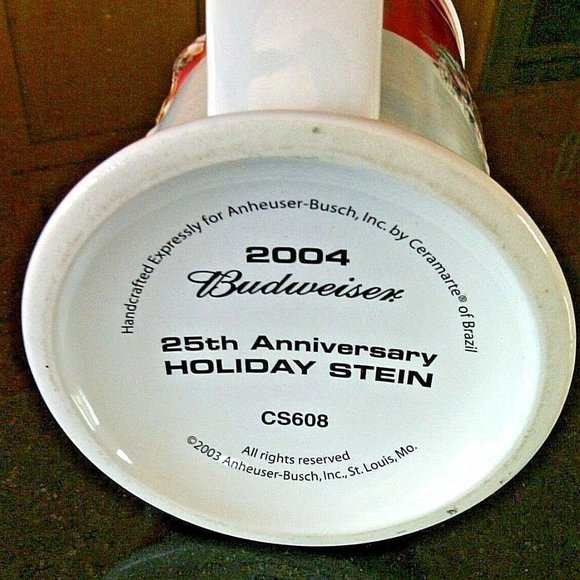 Handcrafted Expressly for Anheuser-Busch, Inc. by Ceramarte® of Brazil
2004
Budweiser
25th Anniversary
HOLIDAY STEIN
CS608
All rights reserved
©2003 Anheuser-Busch, Inc., St. Louis, Mo.